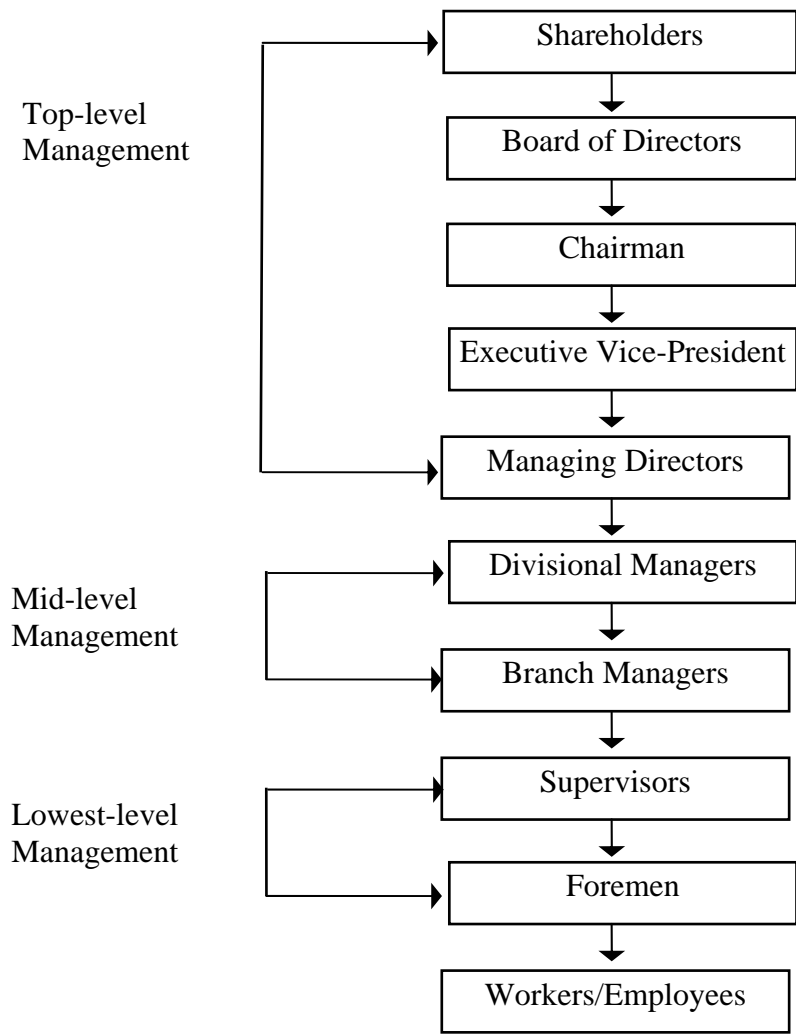 Shareholders
Top-level
Management
Board of Directors
Chairman
Executive Vice-President
Managing Directors
Divisional Managers
Mid-level
Management
Branch Managers
Supervisors
Lowest-level
Management
Foremen
Workers/Employees